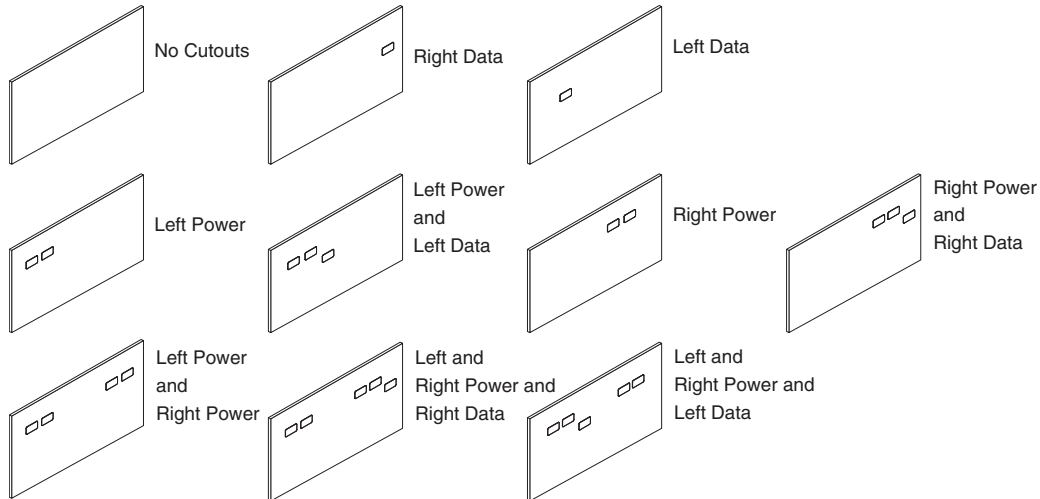 No Cutouts
Right Data
Left Data
Left Power
Left Power
and
Left Data
Right Power
Right Power
and
Right Data
Left Power
and
Right Power
Left and
Right Power and
Right Data
Left and
Right Power and
Left Data